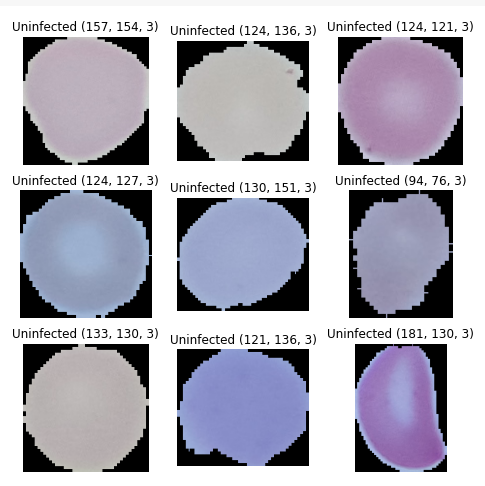 Uninfected (157, 154, 3)
Uninfected (124, 136, 3)
Uninfected (124, 121, 3)
Uninfected (124, 127, 3)
Uninfected (130, 151, 3)
Uninfected (94, 76, 3)
Uninfected (133, 130, 3)
Uninfected (121, 136, 3)
Uninfected (181, 130, 3)